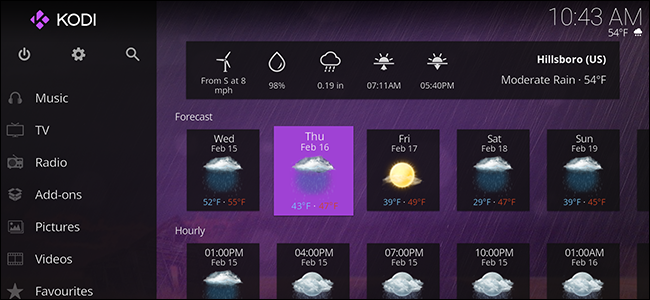 KODI
10:43 AM
54°F
Music
TV
Radio
Add-ons
Pictures
Videos
Favourites
From S at 8
mph
98%
0.19 in
07:11AM
05:40PM
Hillsboro (US)
Moderate Rain · 54°F
Forecast
Wed
Feb 15
52°F · 55°F
Thu
Feb 16
43°F ·
Fri
Feb 17
39°F · 49°F
Sat
Feb 18
29°F · 47°F
Sun
Feb 19
39°F · 45°F
Hourly
01:00PM
Feb 15
04:00PM
Feb 15
07:00PM
Feb 15
10:00PM
Feb 15
01:00AM
Feb 16